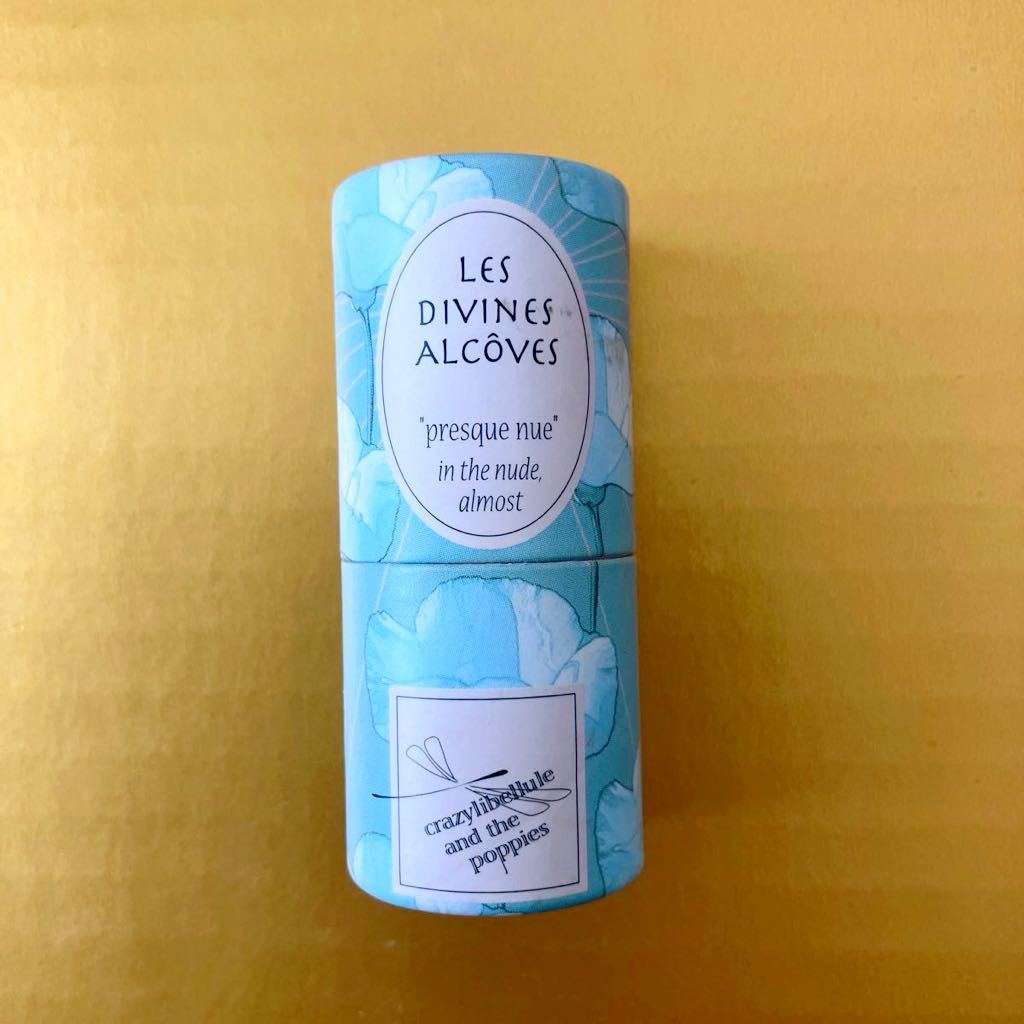 LES
DIVINES
ALCÔVES
"presque nue"
in the nude,
almost
crazylibellule
and the
poppies